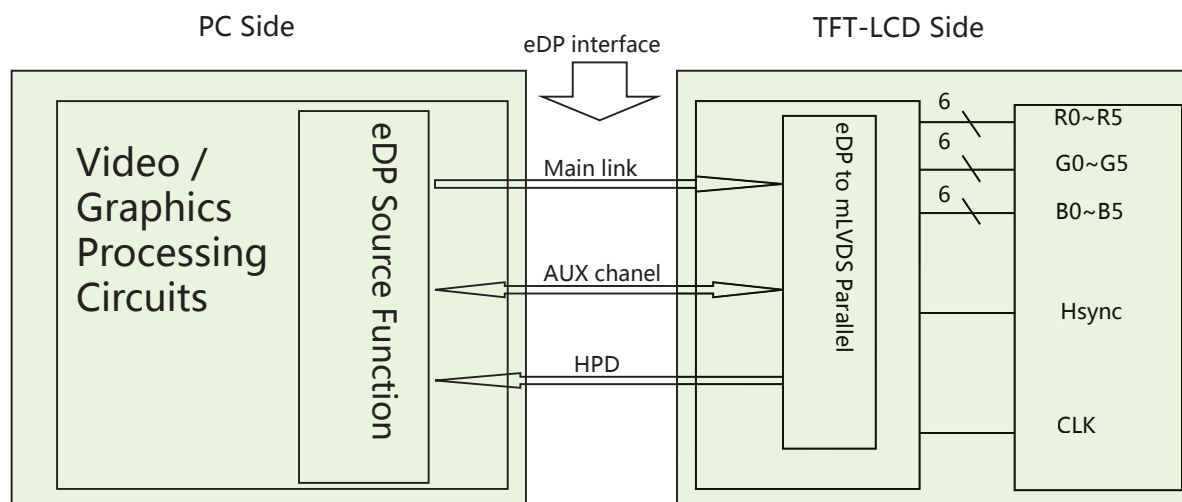 PC Side
TFT-LCD Side
eDP interface
Video /
Graphics
Processing
Circuits
eDP Source Function
Main link
AUX chanel
HPD
eDP to mLVDS Parallel
6
R0~R5
6
G0~G5
6
B0~B5
Hsync
CLK